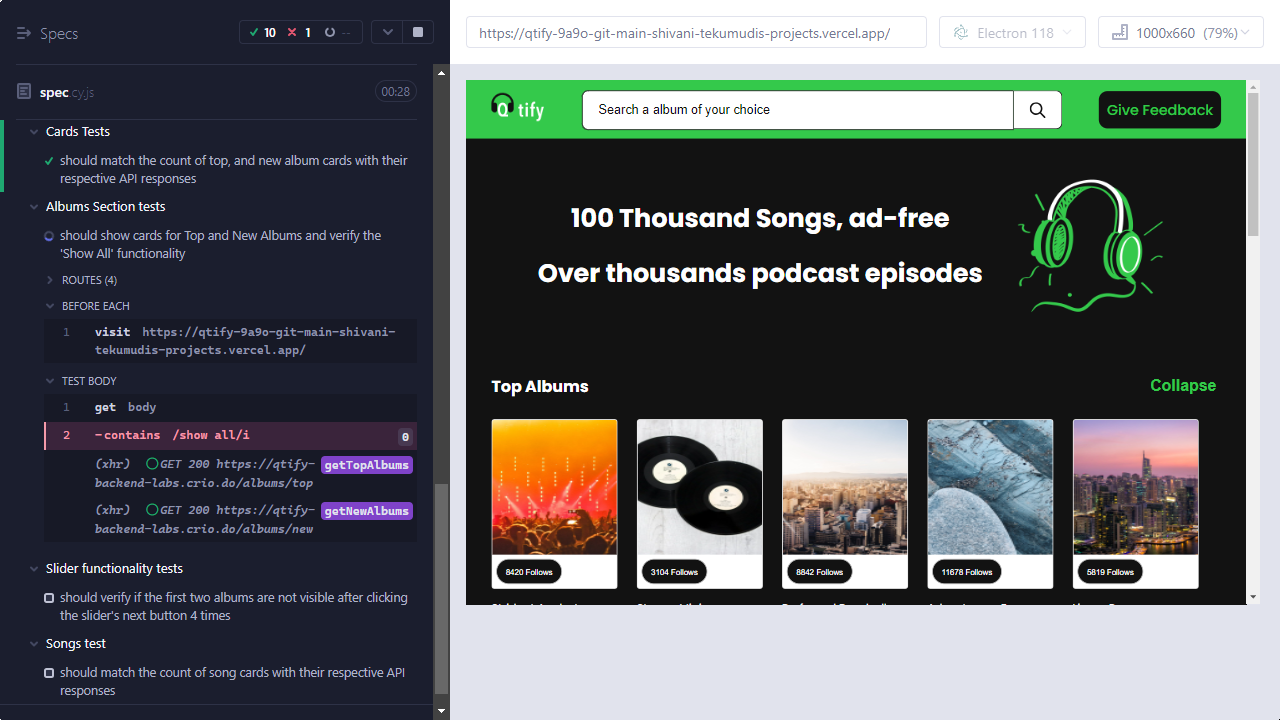 Specs
10 1 --
spec.cy.js 00:28
Cards Tests
should match the count of top, and new album cards with their
respective API responses
Albums Section tests
should show cards for Top and New Albums and verify the
'Show All' functionality
ROUTES (4)
BEFORE EACH
1 visit https://qtify-9a9o-git-main-shivani-
tekumudis-projects.vercel.app/
TEST BODY
1 get body
2 -contains /show all/i 0
(xhr) GET 200 https://qtify- getTopAlbums
backend-labs.crio.do/albums/top
(xhr) GET 200 https://qtify- getNewAlbums
backend-labs.crio.do/albums/new
Slider functionality tests
should verify if the first two albums are not visible after clicking
the slider's next button 4 times
Songs test
should match the count of song cards with their respective API
responses
https://qtify-9a9o-git-main-shivani-tekumudis-projects.vercel.app/
Electron 118
1000x660 (79%)
Qtify
Search a album of your choice
Give Feedback
100 Thousand Songs, ad-free
Over thousands podcast episodes
Top Albums Collapse
8420 Follows 3104 Follows 8842 Follows 11678 Follows 5819 Follows